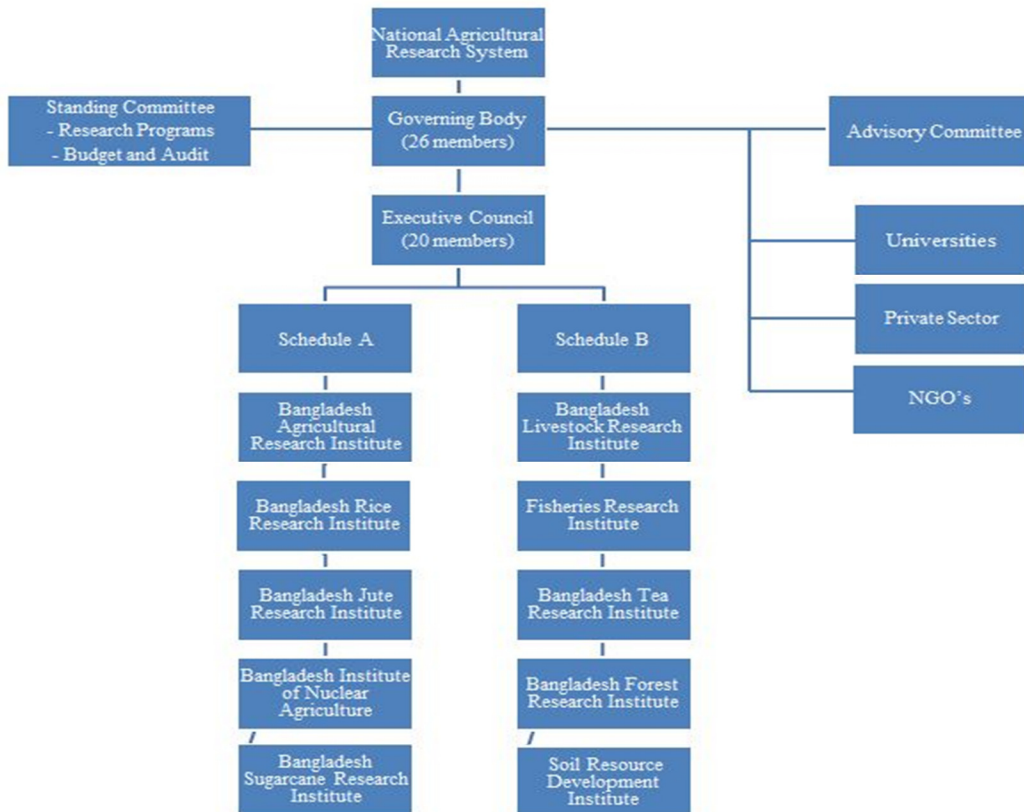 National Agricultural
Research System
Standing Committee
- Research Programs
- Budget and Audit
Governing Body
(26 members)
Advisory Committee
Executive Council
(20 members)
Universities
Private Sector
NGO's
Schedule A
Schedule B
Bangladesh
Agricultural
Research Institute
Bangladesh
Livestock Research
Institute
Bangladesh Rice
Research Institute
Fisheries Research
Institute
Bangladesh Jute
Research Institute
Bangladesh Tea
Research Institute
Bangladesh Institute
of Nuclear
Agriculture
Bangladesh Forest
Research Institute
Bangladesh
Sugarcane Research
Institute
Soil Resource
Development
Institute